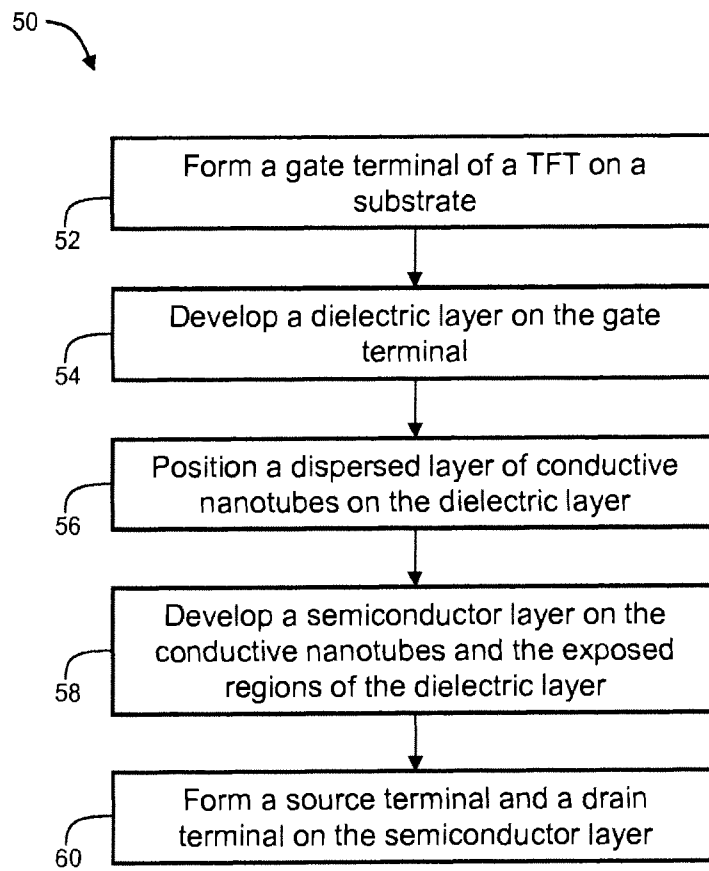 50
Form a gate terminal of a TFT on a
substrate
52
Develop a dielectric layer on the gate
terminal
54
Position a dispersed layer of conductive
nanotubes on the dielectric layer
56
Develop a semiconductor layer on the
conductive nanotubes and the exposed
regions of the dielectric layer
58
Form a source terminal and a drain
terminal on the semiconductor layer
60